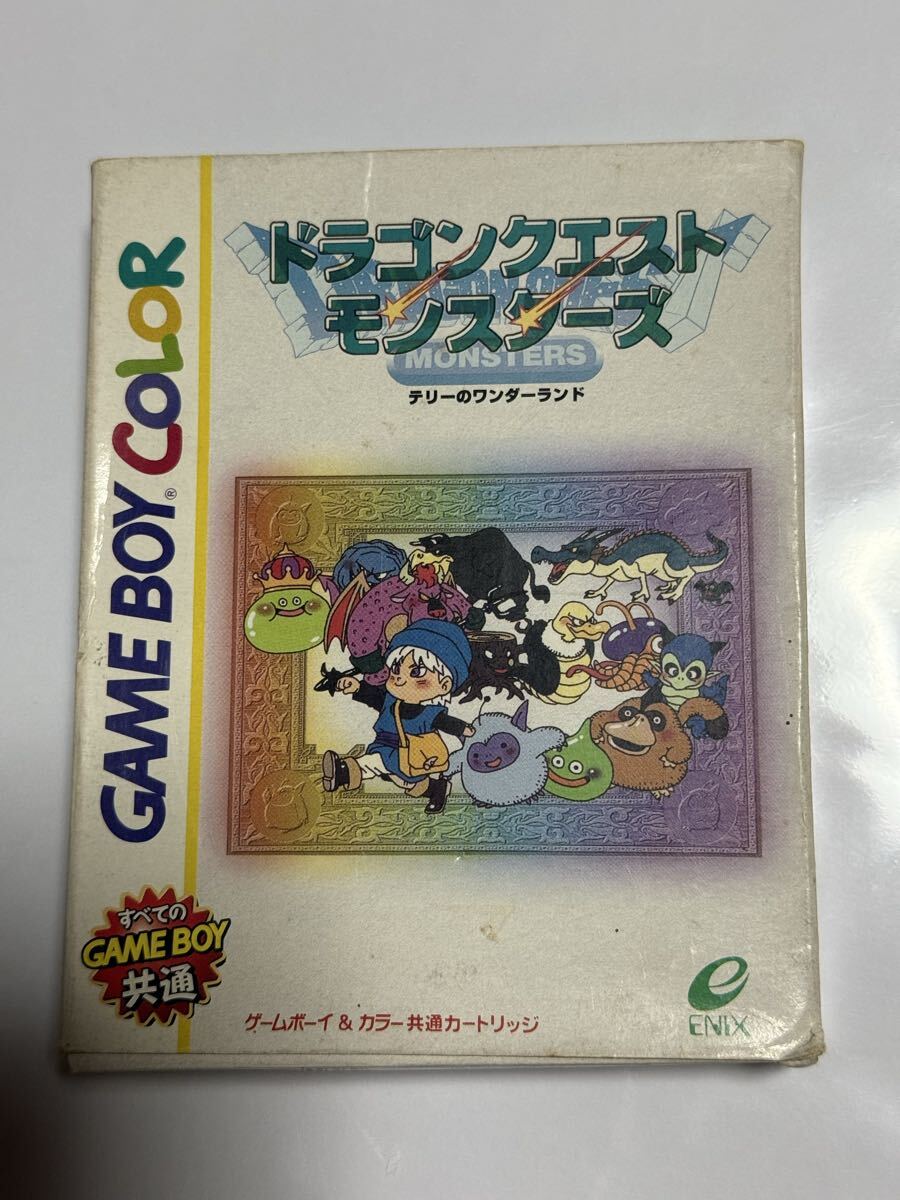 GAME BOY® COLOR
ドラゴンクエスト
モンスターズ
MONSTERS
テリーのワンダーランド
すべての
GAME BOY
共通
ゲームボーイ & カラー共通カートリッジ
e
ENIX